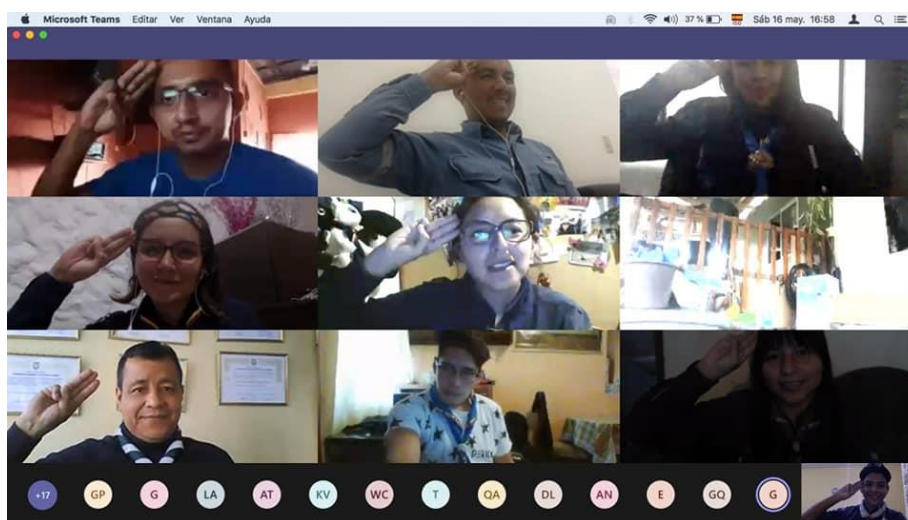 Microsoft Teams Editar Ver Ventana Ayuda 37 % Sáb 16 may. 16:58
+17 GP G LA AT KV WC T QA DL AN E GQ G